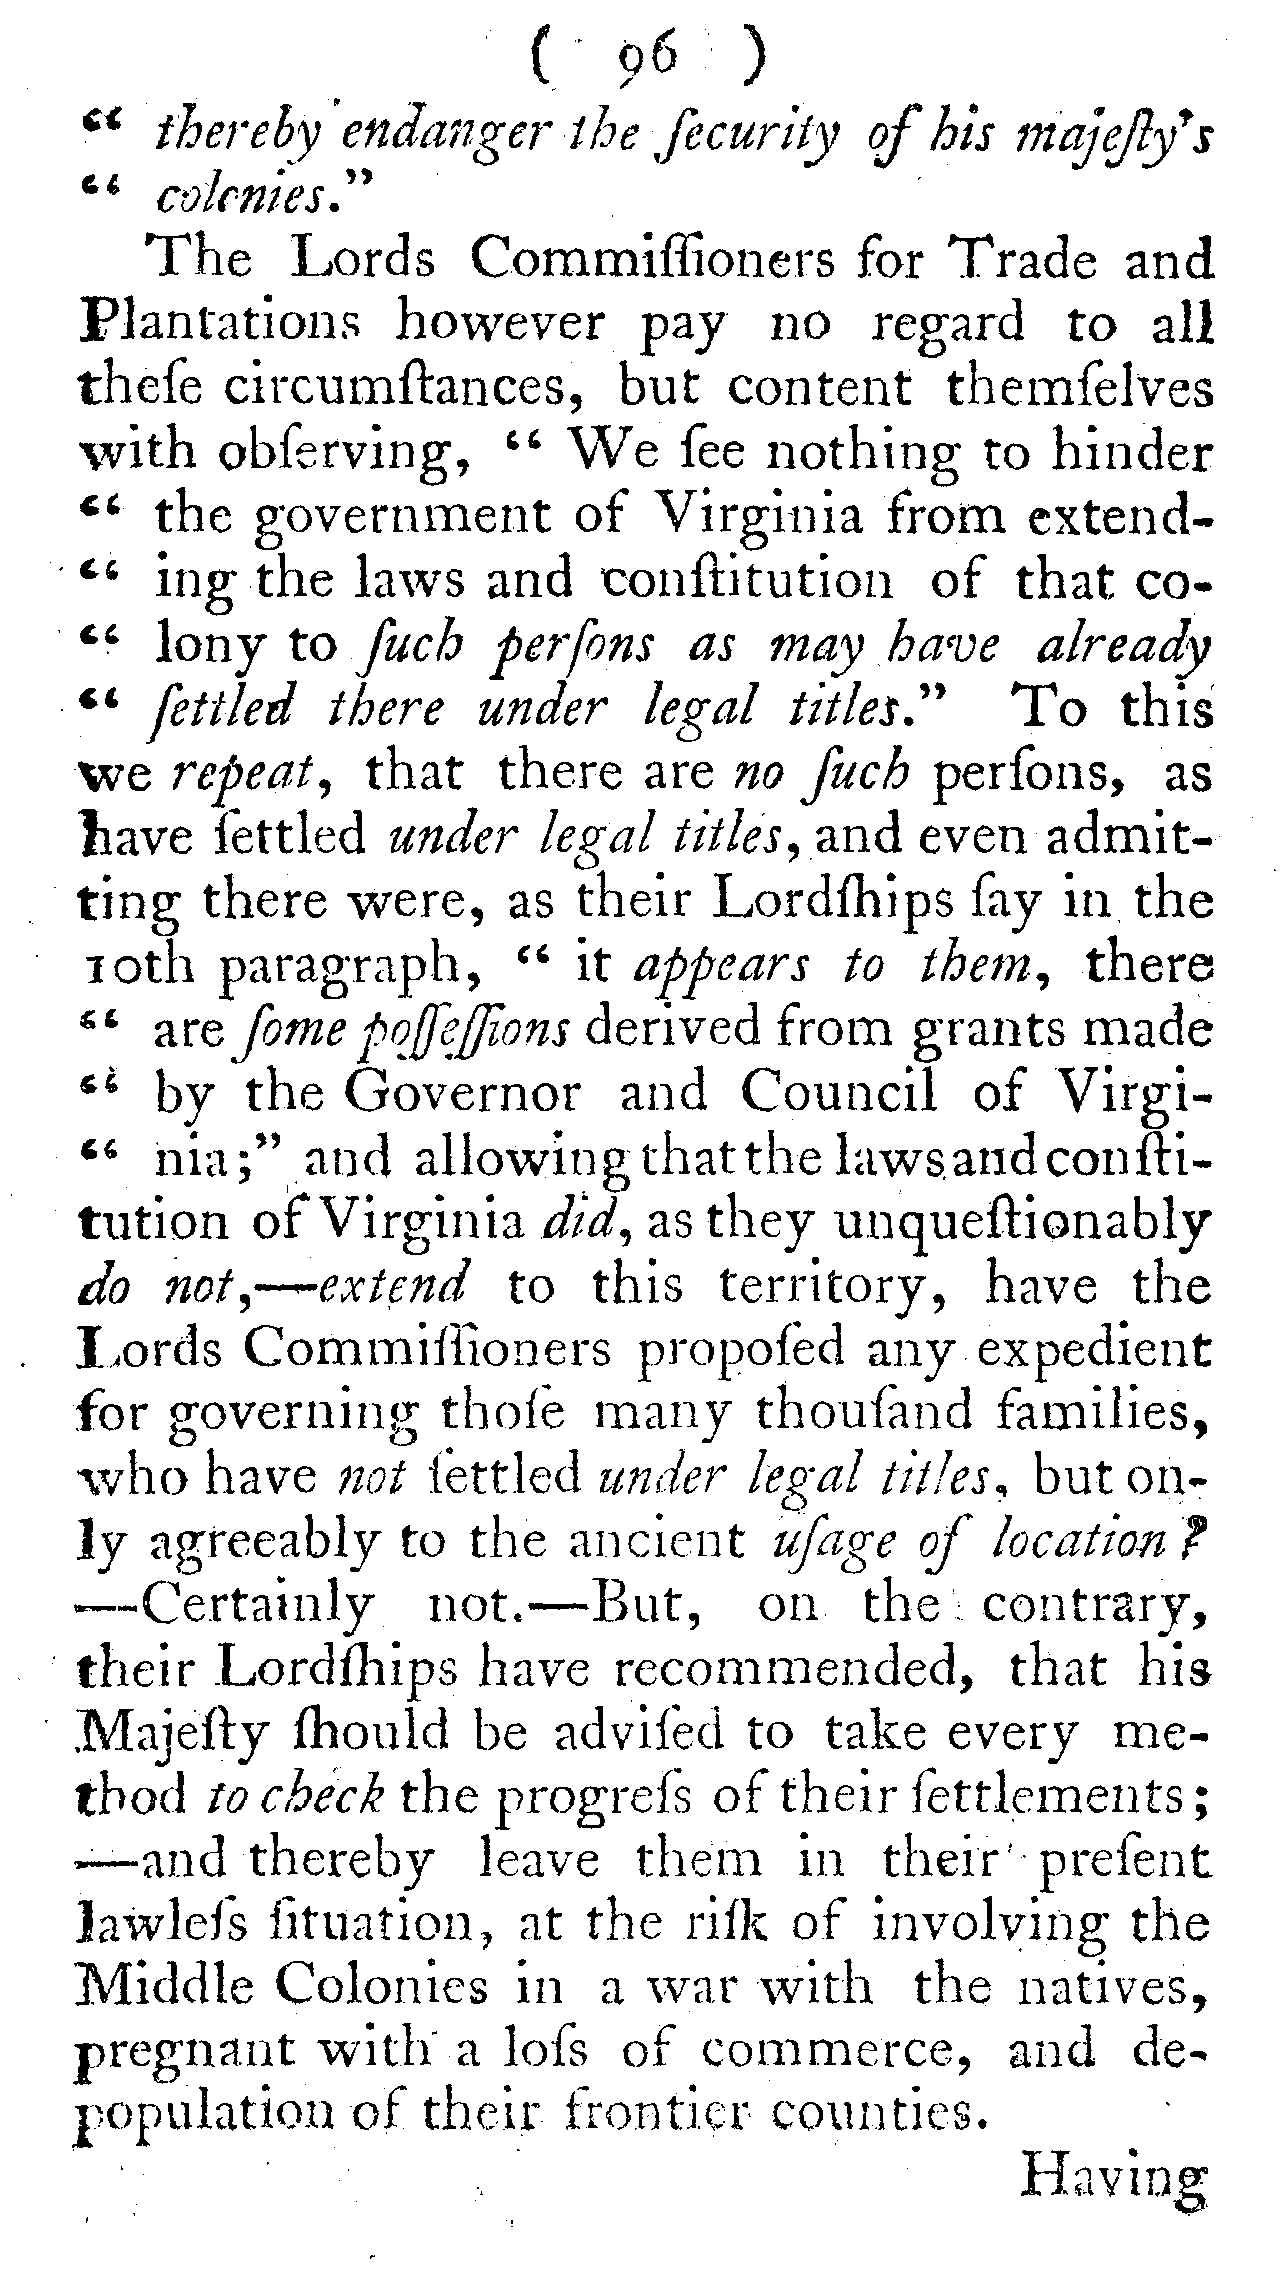 ( 96 )
“ thereby endanger the ſecurity of his majeſty's
“ colonies.”
The Lords Commiſſioners for Trade and
Plantations however pay no regard to all
theſe circumſtances, but content themſelves
with obſerving, “ We ſee nothing to hinder
“ the government of Virginia from extend-
“ ing the laws and conſtitution of that co-
“ lony to ſuch perſons as may have already
“ ſettled there under legal titles.” To this
we repeat, that there are no ſuch perſons, as
have ſettled under legal titles, and even admit-
ting there were, as their Lordſhips ſay in the
10th paragraph, “ it appears to them, there
“ are ſome poſſeſſions derived from grants made
“ by the Governor and Council of Virgi-
“ nia;” and allowing that the laws and conſti-
tution of Virginia did, as they unqueſtionably
do not,—extend to this territory, have the
Lords Commiſſioners propoſed any expedient
for governing thoſe many thouſand families,
who have not ſettled under legal titles, but on-
ly agreeably to the ancient uſage of location ?
—Certainly not.—But, on the contrary,
their Lordſhips have recommended, that his
Majeſty ſhould be adviſed to take every me-
thod to check the progreſs of their ſettlements;
—and thereby leave them in their preſent
lawleſs ſituation, at the riſk of involving the
Middle Colonies in a war with the natives,
pregnant with a loſs of commerce, and de-
population of their frontier counties.
Having